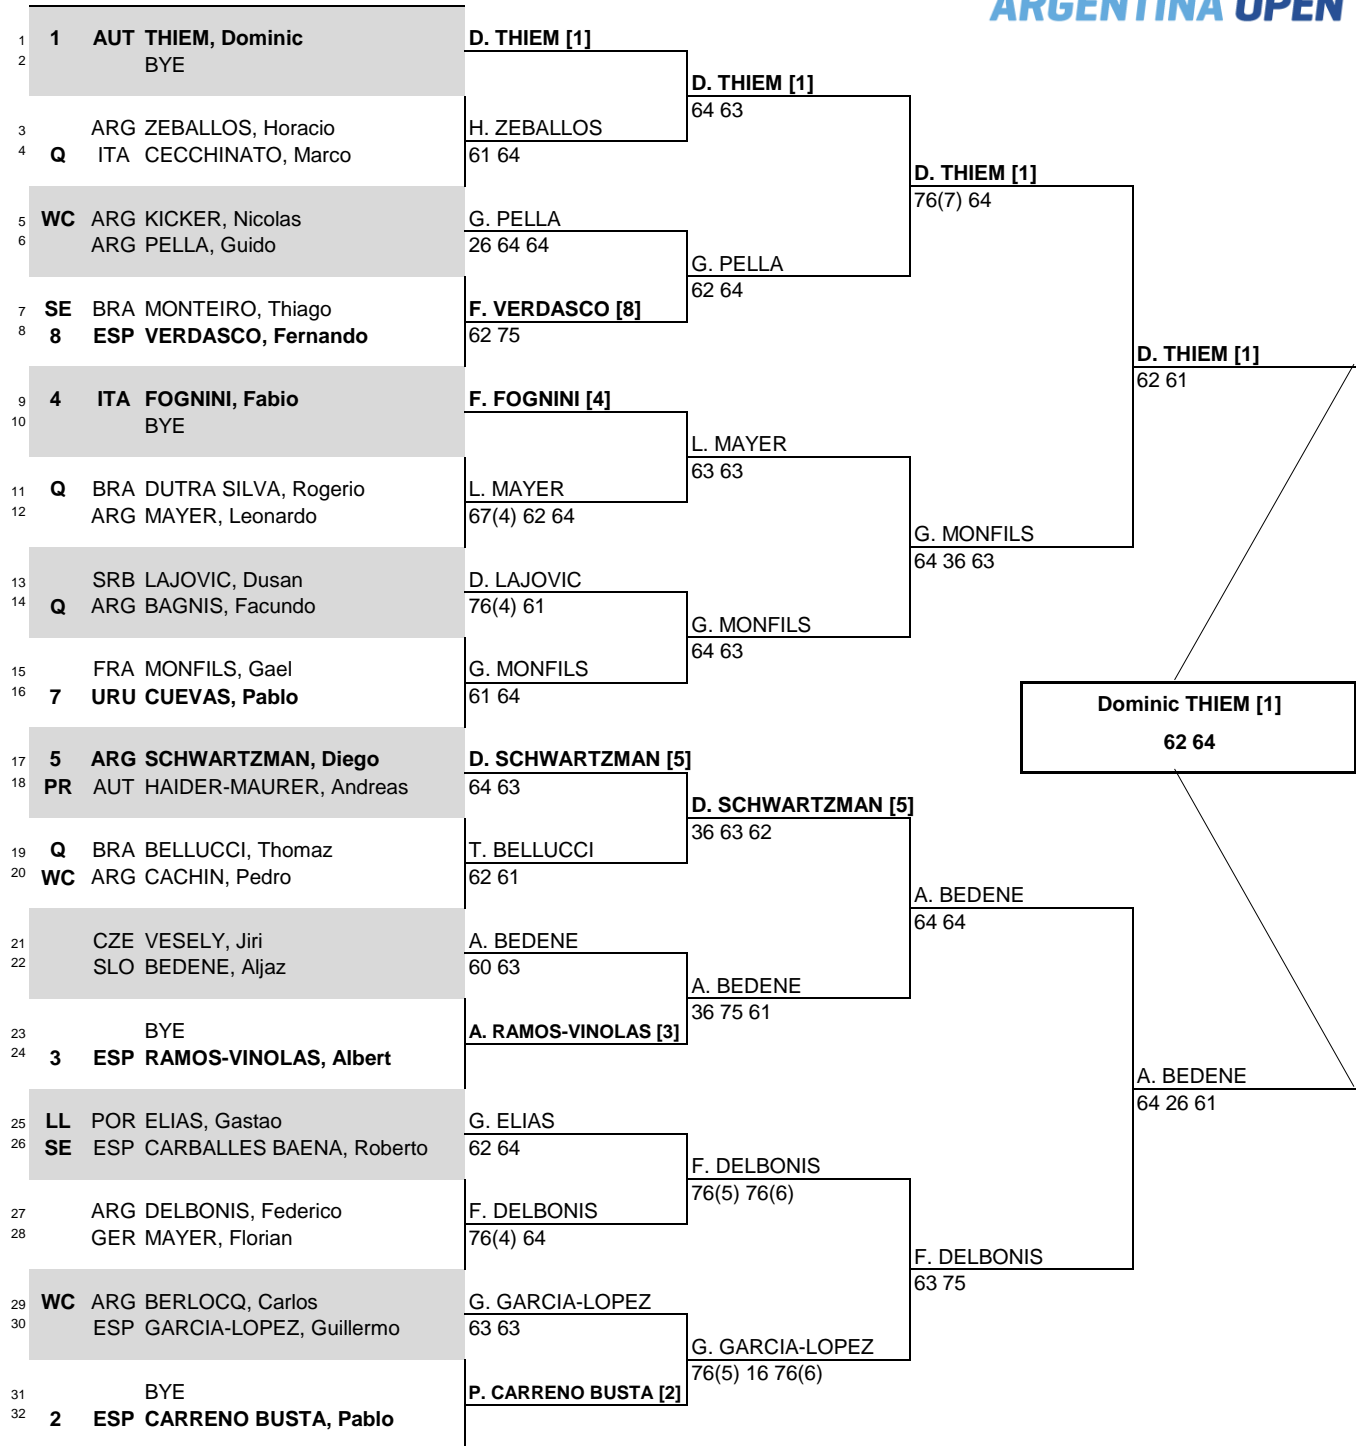 ARGENTINA OPEN
1 1 AUT THIEM, Dominic
2 BYE
3 ARG ZEBALLOS, Horacio
4 Q ITA CECCHINATO, Marco
5 WC ARG KICKER, Nicolas
6 ARG PELLA, Guido
7 SE BRA MONTEIRO, Thiago
8 8 ESP VERDASCO, Fernando
9 4 ITA FOGNINI, Fabio
10 BYE
11 Q BRA DUTRA SILVA, Rogerio
12 ARG MAYER, Leonardo
13 SRB LAJOVIC, Dusan
14 Q ARG BAGNIS, Facundo
15 FRA MONFILS, Gael
16 7 URU CUEVAS, Pablo
17 5 ARG SCHWARTZMAN, Diego
18 PR AUT HAIDER-MAURER, Andreas
19 Q BRA BELLUCCI, Thomaz
20 WC ARG CACHIN, Pedro
21 CZE VESELY, Jiri
22 SLO BEDENE, Aljaz
23 BYE
24 3 ESP RAMOS-VINOLAS, Albert
25 LL POR ELIAS, Gastao
26 SE ESP CARBALLES BAENA, Roberto
27 ARG DELBONIS, Federico
28 GER MAYER, Florian
29 WC ARG BERLOCQ, Carlos
30 ESP GARCIA-LOPEZ, Guillermo
31 BYE
32 2 ESP CARRENO BUSTA, Pablo
D. THIEM [1]
H. ZEBALLOS
61 64
G. PELLA
26 64 64
F. VERDASCO [8]
62 75
F. FOGNINI [4]
L. MAYER
67(4) 62 64
D. LAJOVIC
76(4) 61
G. MONFILS
61 64
D. SCHWARTZMAN [5]
64 63
T. BELLUCCI
62 61
A. BEDENE
60 63
A. RAMOS-VINOLAS [3]
G. ELIAS
62 64
F. DELBONIS
76(4) 64
G. GARCIA-LOPEZ
63 63
P. CARRENO BUSTA [2]
D. THIEM [1]
64 63
G. PELLA
62 64
L. MAYER
63 63
G. MONFILS
64 63
D. SCHWARTZMAN [5]
36 63 62
A. BEDENE
36 75 61
F. DELBONIS
76(5) 76(6)
G. GARCIA-LOPEZ
76(5) 16 76(6)
D. THIEM [1]
76(7) 64
G. MONFILS
64 36 63
A. BEDENE
64 64
F. DELBONIS
63 75
D. THIEM [1]
62 61
A. BEDENE
64 26 61
Dominic THIEM [1]
62 64